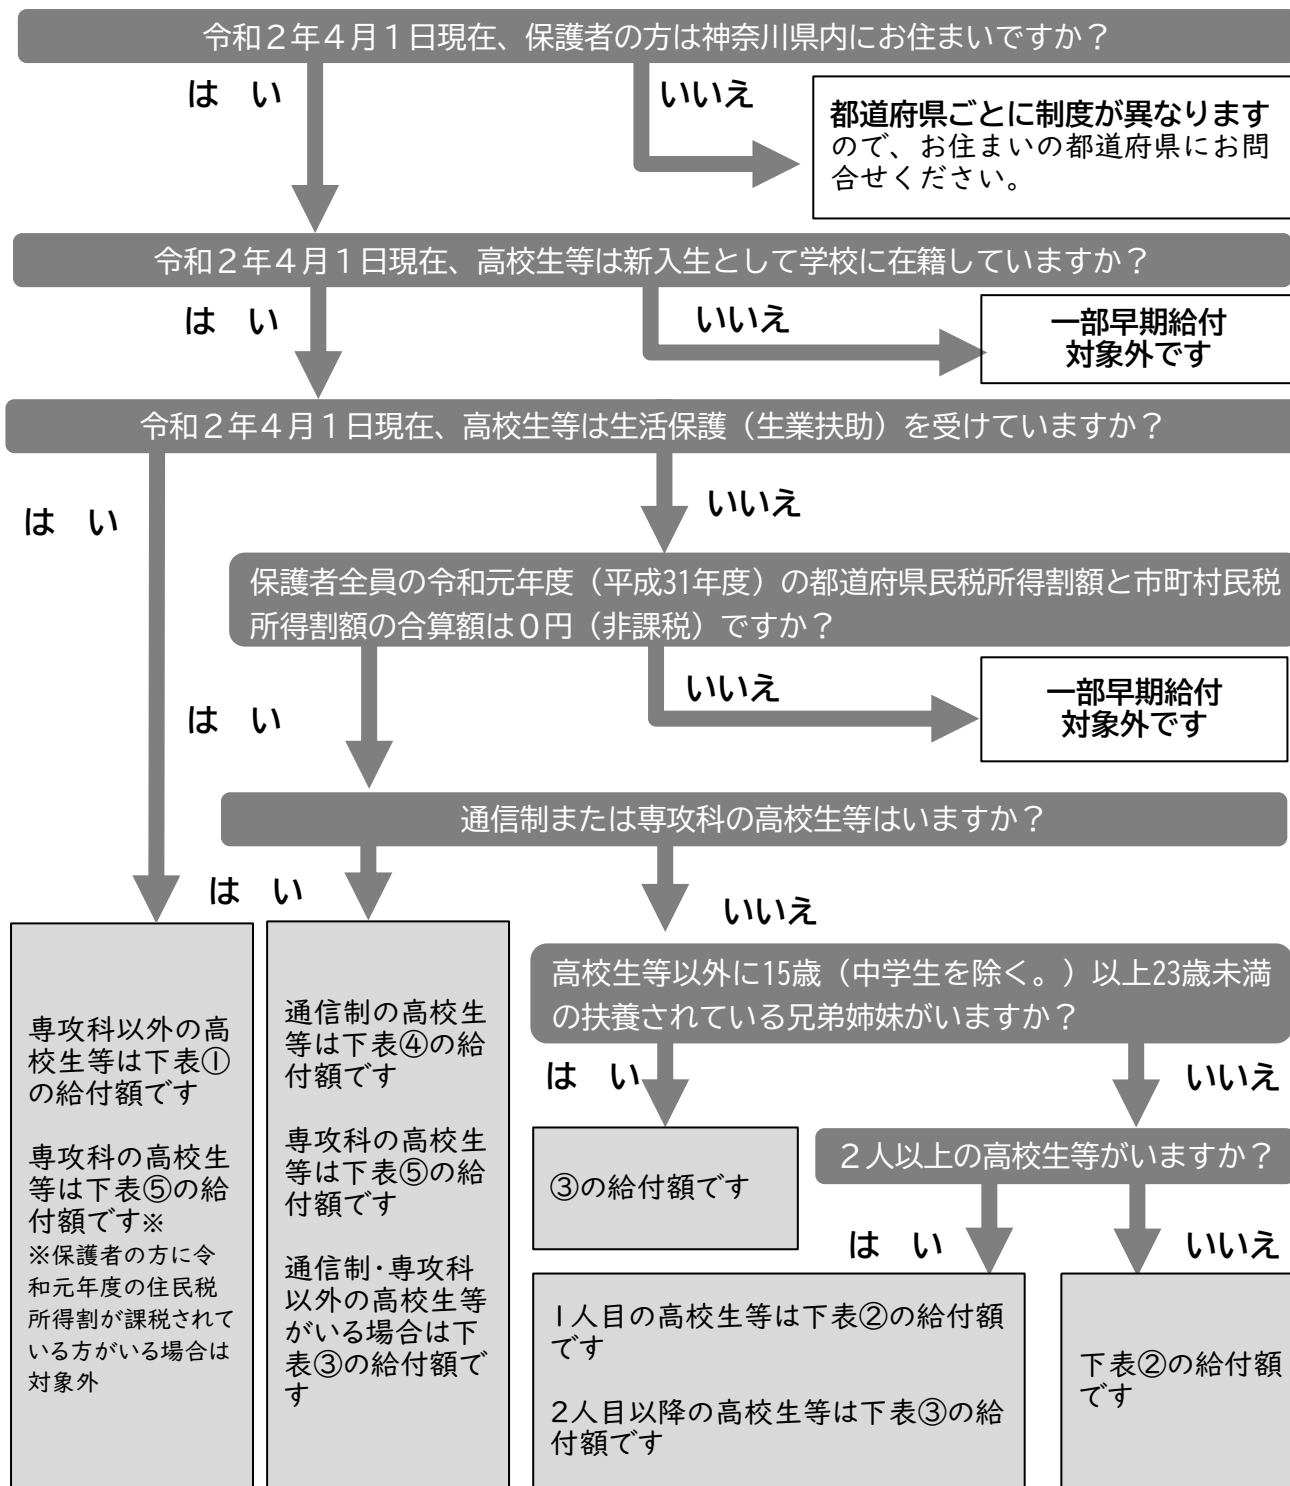 令和２年４月１日現在、保護者の方は神奈川県内にお住まいですか？
は　い
いいえ
都道府県ごとに制度が異なります
ので、お住まいの都道府県にお問
合せください。
令和２年４月１日現在、高校生等は新入生として学校に在籍していますか？
は　い
いいえ
一部早期給付
対象外です
令和２年４月１日現在、高校生等は生活保護（生業扶助）を受けていますか？
は　い
いいえ
保護者全員の令和元年度（平成31年度）の都道府県民税所得割額と市町村民税
所得割額の合算額は０円（非課税）ですか？
は　い
いいえ
一部早期給付
対象外です
通信制または専攻科の高校生等はいますか？
は　い
いいえ
専攻科以外の高
校生等は下表①
の給付額です
専攻科の高校生
等は下表⑤の給
付額です※
※保護者の方に令
和元年度の住民税
所得割が課税されて
いる方がいる場合は
対象外
通信制の高校生
等は下表④の給
付額です
専攻科の高校生
等は下表⑤の給
付額です
通信制・専攻科
以外の高校生等
がいる場合は下
表③の給付額で
す
高校生等以外に15歳（中学生を除く。）以上23歳未満
の扶養されている兄弟姉妹がいますか？
は　い
いいえ
③の給付額です
２人以上の高校生等がいますか？
は　い
いいえ
１人目の高校生等は下表②の給付額
です
２人目以降の高校生等は下表③の給
付額です
下表②の給付額
です